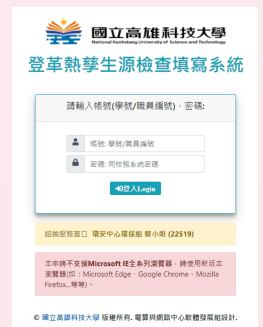 國立高雄科技大學
National Kaohsiung University of Science and Technology
登革熱孳生源檢查填寫系統
請輸入帳號(學號/職員編號)、密碼:
帳號: 學號/職員編號
密碼: 同校務系統密碼
登入Login
諮詢服務窗口 環安中心環保組 蔡小姐 (22519)
本申請不支援Microsoft IE全系列瀏覽器，請使用新版本
瀏覽器(如：Microsoft Edge、Google Chrome、Mozilla
Firefox..等等)。
© 國立高雄科技大學 版權所有. 電算與網路中心軟體發展組設計.